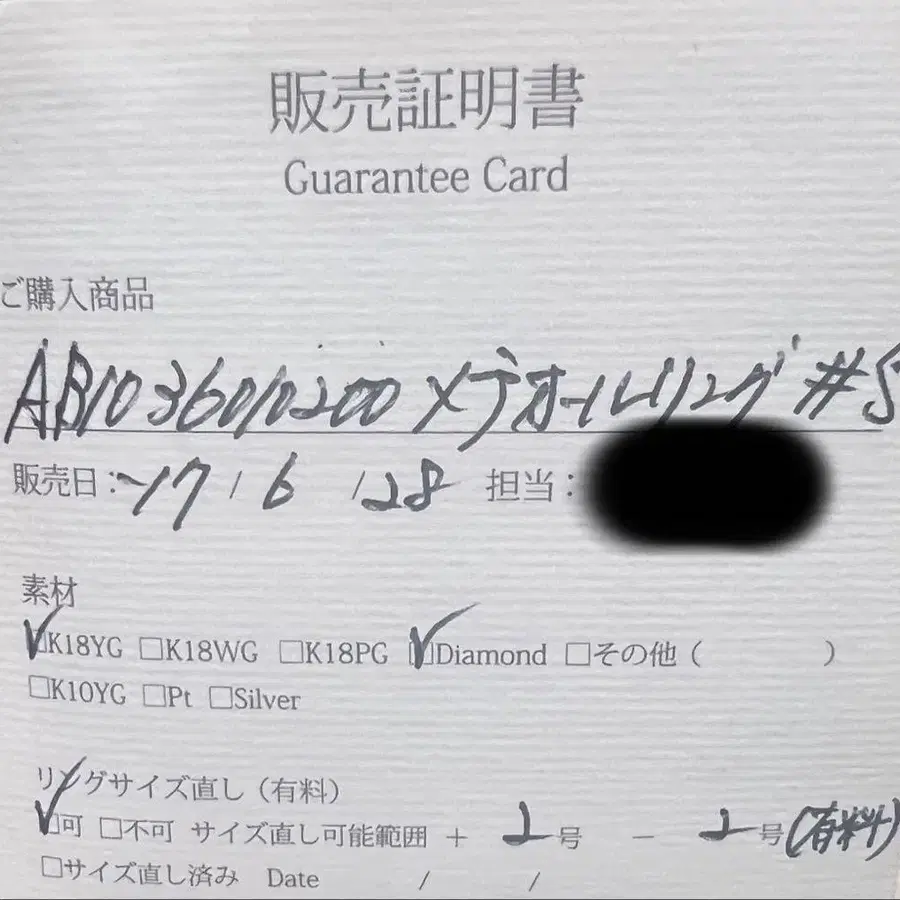 販売証明書
Guarantee Card
ご購入商品
AB1036010200 メデオールリング #5
販売日:-17 / 6 / 28 担当:
素材
☑K18YG □K18WG □K18PG ☑Diamond □その他 ( )
□K10YG □Pt □Silver
リングサイズ直し (有料)
☑可 □不可 サイズ直し可能範囲 + 2号 - 2号 (有料)
□サイズ直し済み Date / /